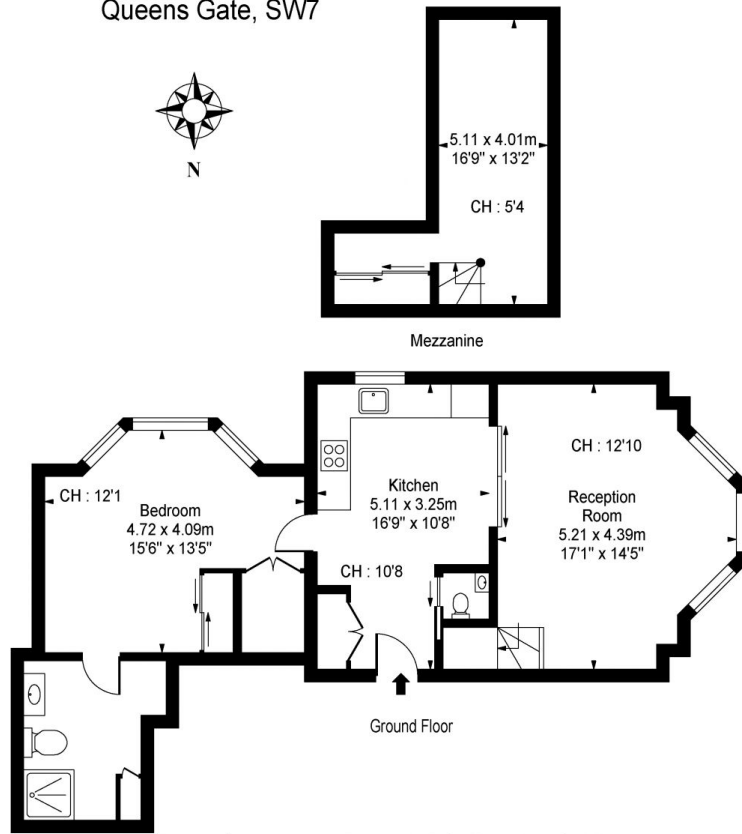 Queens Gate, SW7
N
5.11 x 4.01m
16'9" x 13'2"
CH : 5'4
Mezzanine
CH : 12'1
Bedroom
4.72 x 4.09m
15'6" x 13'5"
Kitchen
5.11 x 3.25m
16'9" x 10'8"
CH : 10'8
CH : 12'10
Reception
Room
5.21 x 4.39m
17'1" x 14'5"
Ground Floor